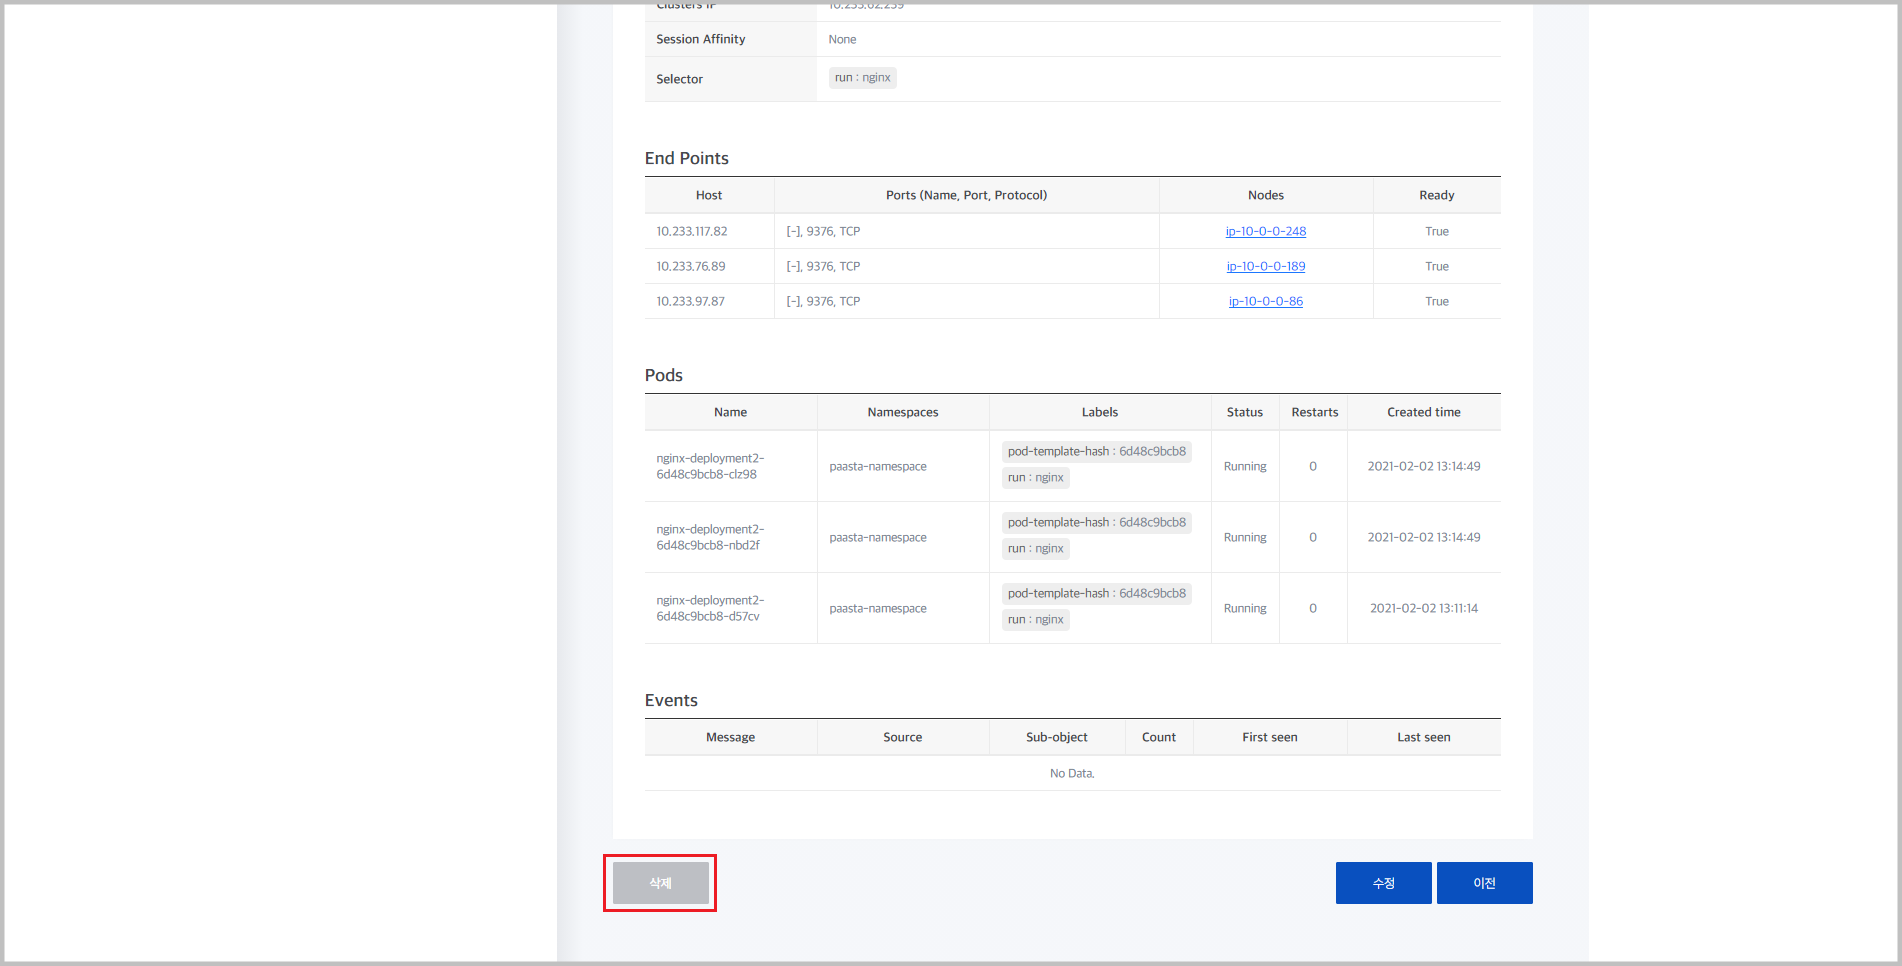 Clusters IP 10.233.62.239
Session Affinity None
Selector run : nginx
End Points
Host Ports (Name, Port, Protocol) Nodes Ready
10.233.117.82 [-], 9376, TCP ip-10-0-0-248 True
10.233.76.89 [-], 9376, TCP ip-10-0-0-189 True
10.233.97.87 [-], 9376, TCP ip-10-0-0-86 True
Pods
Name Namespaces Labels Status Restarts Created time
nginx-deployment2-
6d48c9bcb8-clz98
paasta-namespace
pod-template-hash : 6d48c9bcb8
run : nginx
Running 0 2021-02-02 13:14:49
nginx-deployment2-
6d48c9bcb8-nbd2f
paasta-namespace
pod-template-hash : 6d48c9bcb8
run : nginx
Running 0 2021-02-02 13:14:49
nginx-deployment2-
6d48c9bcb8-d57cv
paasta-namespace
pod-template-hash : 6d48c9bcb8
run : nginx
Running 0 2021-02-02 13:11:14
Events
Message Source Sub-object Count First seen Last seen
No Data.
삭제 수정 이전